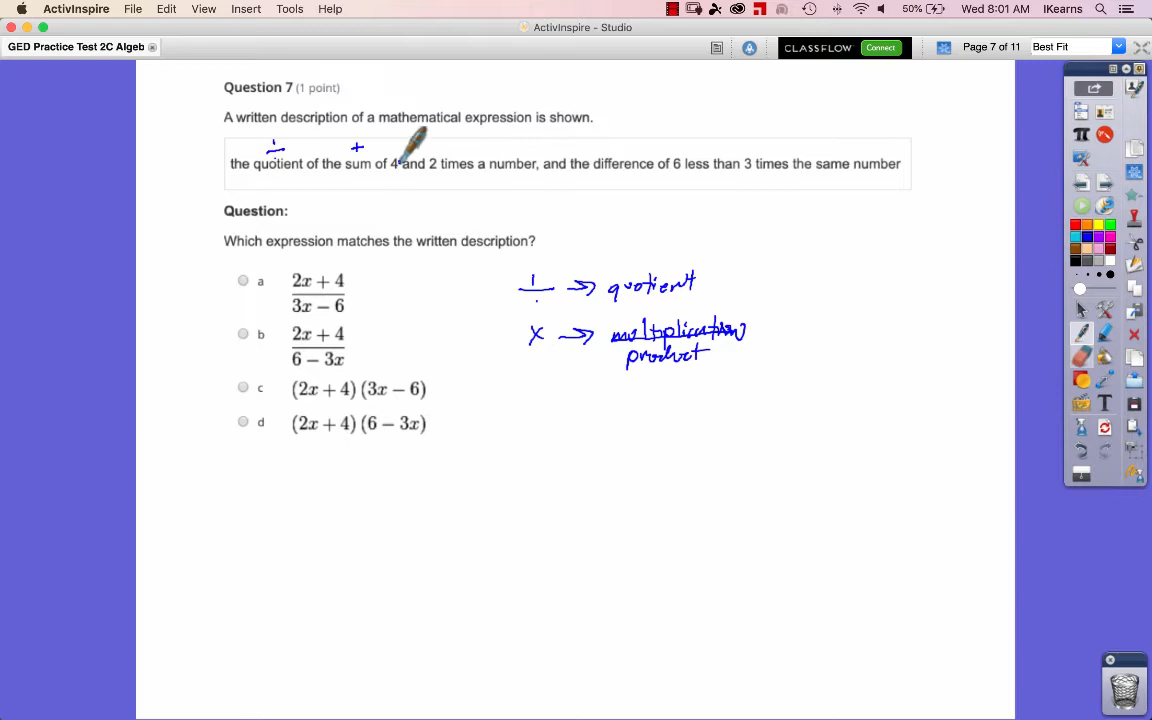 ActivInspire File Edit View Insert Tools Help 50% Wed 8:01 AM IKearns
ActivInspire - Studio
GED Practice Test 2C Algeb CLASSFLOW Connect Page 7 of 11 Best Fit
Question 7 (1 point)
A written description of a mathematical expression is shown.
÷ +
the quotient of the sum of 4 and 2 times a number, and the difference of 6 less than 3 times the same number
Question:
Which expression matches the written description?
a (2x + 4)/(3x − 6)
÷ → quotient
b (2x + 4)/(6 − 3x)
x → multiplication
product
c (2x + 4) (3x − 6)
d (2x + 4) (6 − 3x)